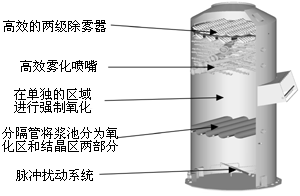 高效的两级除雾器
高效雾化喷嘴
在单独的区域
进行强制氧化
分隔管将浆池分为氧
化区和结晶区两部分
脉冲扰动系统